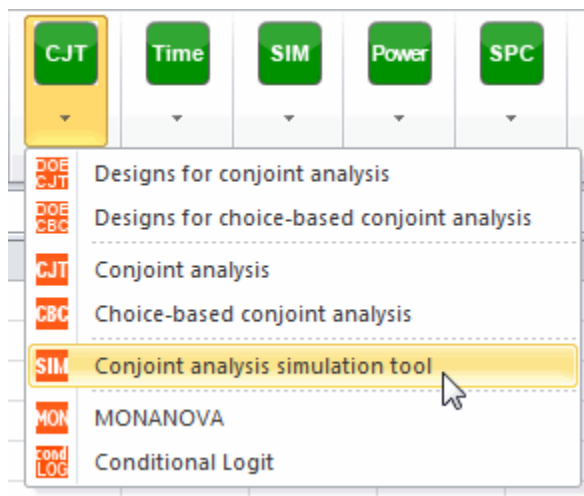 CJT Time SIM Power SPC
DOE CJT Designs for conjoint analysis
DOE CBC Designs for choice-based conjoint analysis
CJT Conjoint analysis
CBC Choice-based conjoint analysis
SIM Conjoint analysis simulation tool
MON MONANOVA
cond LOG Conditional Logit